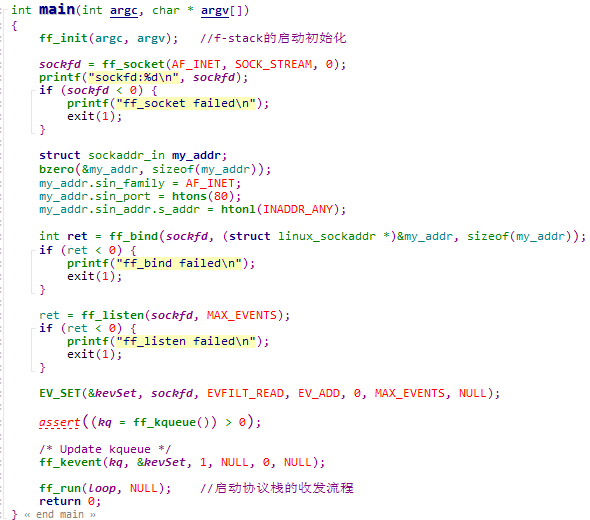 int main(int argc, char * argv[])
{
    ff_init(argc, argv);   //f-stack的启动初始化

    sockfd = ff_socket(AF_INET, SOCK_STREAM, 0);
    printf("sockfd:%d\n", sockfd);
    if (sockfd < 0) {
        printf("ff_socket failed\n");
        exit(1);
    }

    struct sockaddr_in my_addr;
    bzero(&my_addr, sizeof(my_addr));
    my_addr.sin_family = AF_INET;
    my_addr.sin_port = htons(80);
    my_addr.sin_addr.s_addr = htonl(INADDR_ANY);

    int ret = ff_bind(sockfd, (struct linux_sockaddr *)&my_addr, sizeof(my_addr));
    if (ret < 0) {
        printf("ff_bind failed\n");
        exit(1);
    }

    ret = ff_listen(sockfd, MAX_EVENTS);
    if (ret < 0) {
        printf("ff_listen failed\n");
        exit(1);
    }

    EV_SET(&kevSet, sockfd, EVFILT_READ, EV_ADD, 0, MAX_EVENTS, NULL);

    assert((kq = ff_kqueue()) > 0);

    /* Update kqueue */
    ff_kevent(kq, &kevSet, 1, NULL, 0, NULL);

    ff_run(loop, NULL);    //启动协议栈的收发流程
    return 0;
} « end main »